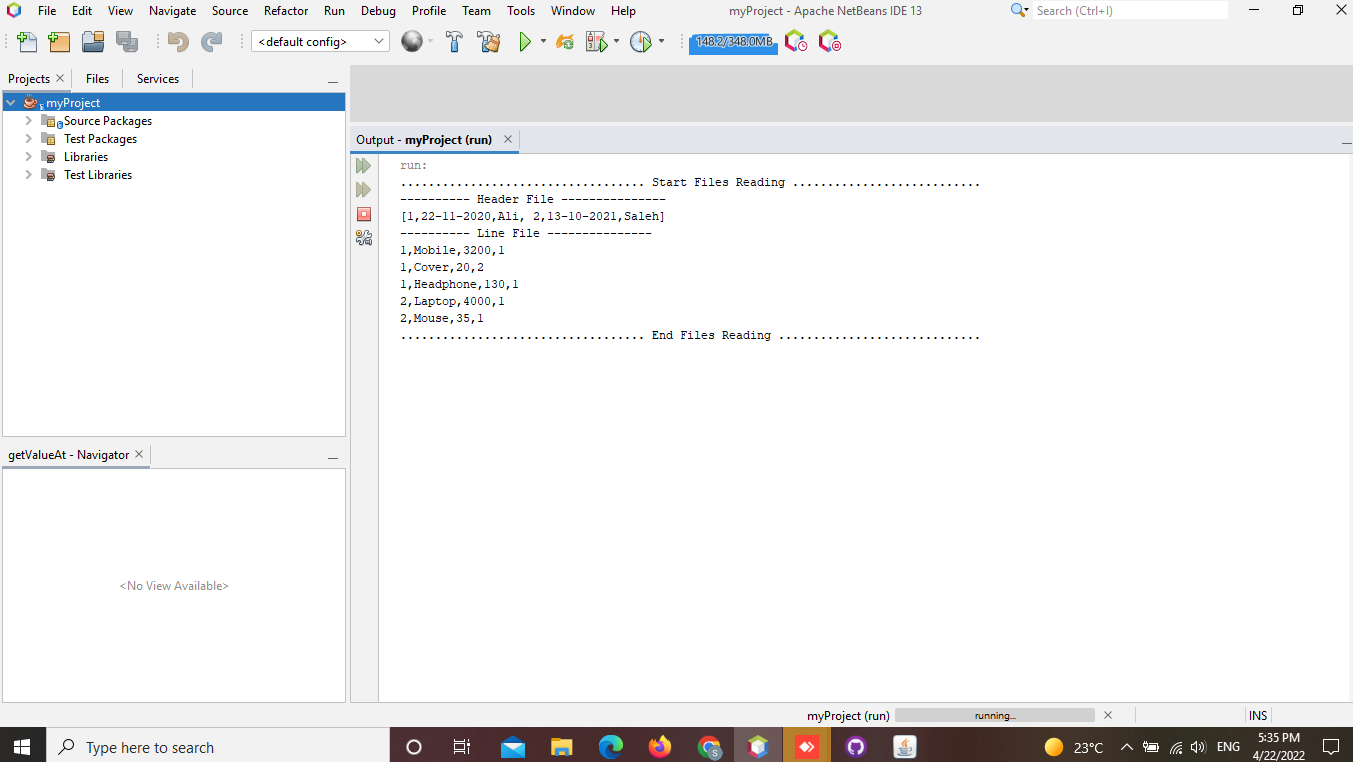 File Edit View Navigate Source Refactor Run Debug Profile Team Tools Window Help
myProject - Apache NetBeans IDE 13
Search (Ctrl+I)
<default config>
148.2/348.0MB
Projects Files Services
myProject
Source Packages
Test Packages
Libraries
Test Libraries
getValueAt - Navigator
<No View Available>
Output - myProject (run)
run:
................................... Start Files Reading ...........................
---------- Header File ---------------
[1,22-11-2020,Ali, 2,13-10-2021,Saleh]
---------- Line File ---------------
1,Mobile,3200,1
1,Cover,20,2
1,Headphone,130,1
2,Laptop,4000,1
2,Mouse,35,1
................................... End Files Reading .............................
myProject (run) running... INS
Type here to search
23°C ENG
5:35 PM
4/22/2022